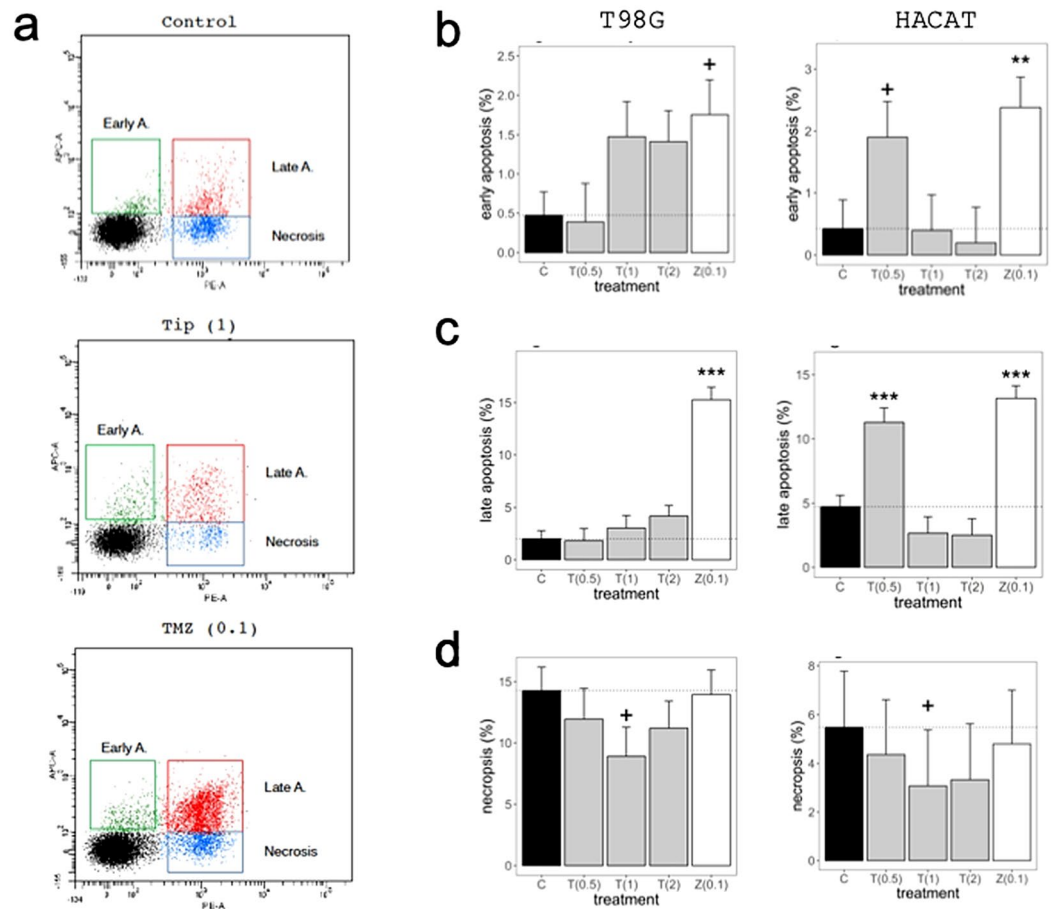 a
Control
Early A.
Late A.
Necrosis
APC-A
PE-A
Tip (1)
Early A.
Late A.
Necrosis
APC-A
PE-A
TMZ (0.1)
Early A.
Late A.
Necrosis
APC-A
PE-A
b
T98G
HACAT
early apoptosis (%)
2.5
2.0
1.5
1.0
0.5
0.0
+
C T(0.5) T(1) T(2) Z(0.1)
treatment
early apoptosis (%)
3
2
1
0
+ **
C T(0.5) T(1) T(2) Z(0.1)
treatment
c
late apoptosis (%)
15
10
5
0
***
C T(0.5) T(1) T(2) Z(0.1)
treatment
late apoptosis (%)
15
10
5
0
*** ***
C T(0.5) T(1) T(2) Z(0.1)
treatment
d
necropsis (%)
15
10
5
0
+
C T(0.5) T(1) T(2) Z(0.1)
treatment
necropsis (%)
8
6
4
2
0
+
C T(0.5) T(1) T(2) Z(0.1)
treatment